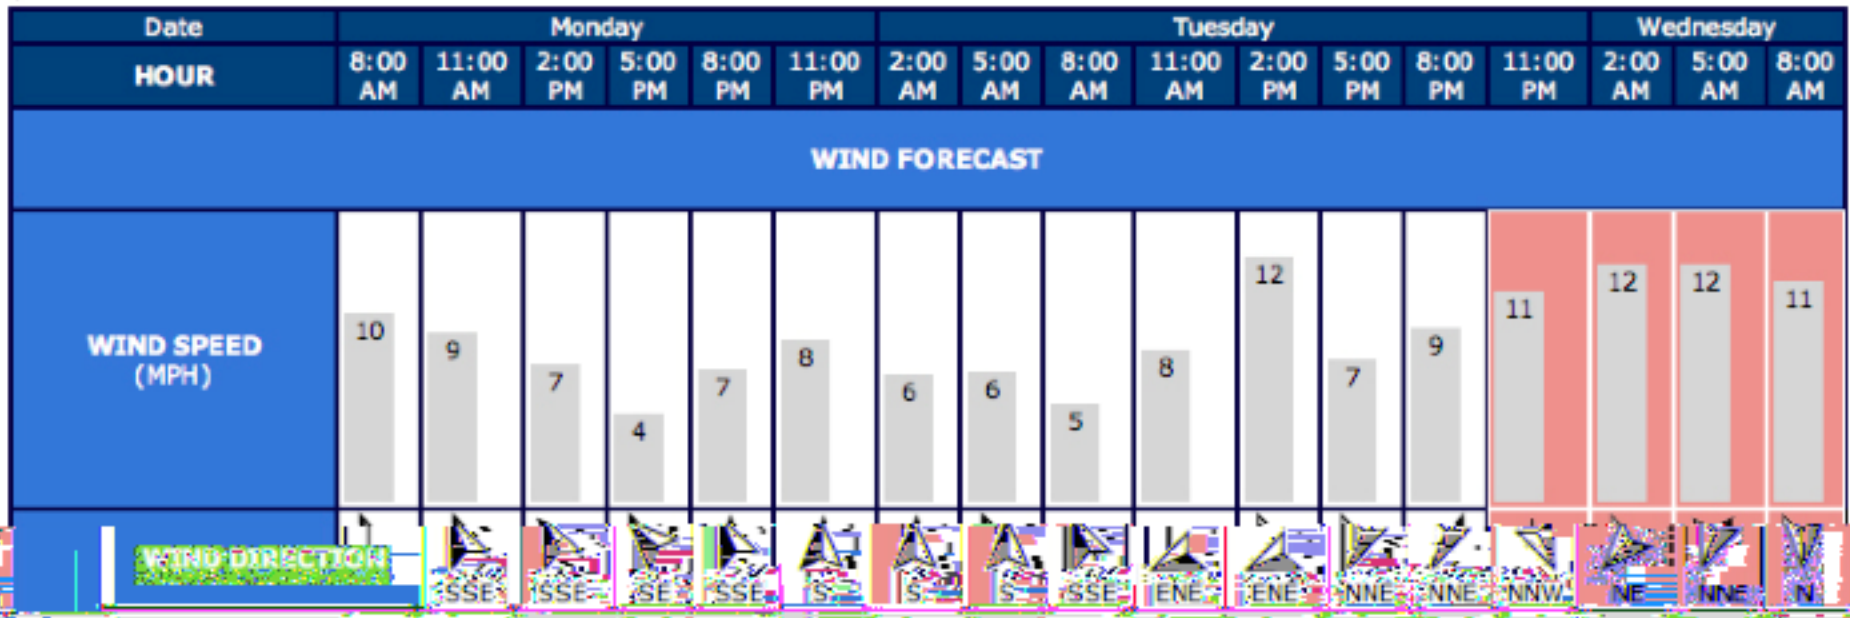 Date Monday Tuesday Wednesday
HOUR 8:00 AM 11:00 AM 2:00 PM 5:00 PM 8:00 PM 11:00 PM 2:00 AM 5:00 AM 8:00 AM 11:00 AM 2:00 PM 5:00 PM 8:00 PM 11:00 PM 2:00 AM 5:00 AM 8:00 AM
WIND FORECAST
WIND SPEED
(MPH)
10 9 7 4 7 8 6 6 5 8 12 7 9 11 12 12 11
WIND DIRECTION
SSE SSE SE SSE S S S SSE ENE ENE NNE NNE NNW NE NNE N